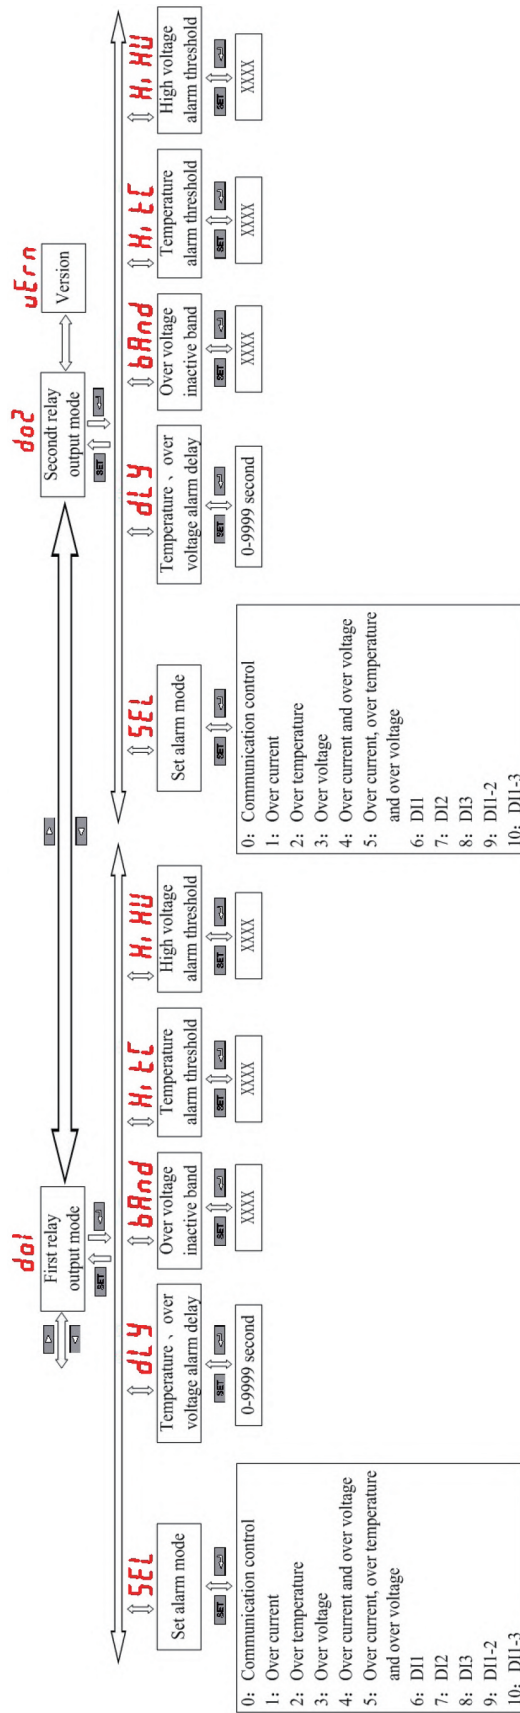 do1
First relay
output mode
SET
SEL
Set alarm mode
SET
0: Communication control
1: Over current
2: Over temperature
3: Over voltage
4: Over current and over voltage
5: Over current, over temperature
and over voltage
6: DI1
7: DI2
8: DI3
9: DI1-2
10: DI1-3
dLY
Temperature、over
voltage alarm delay
SET
0-9999 second
bAnd
Over voltage
inactive band
SET
XXXX
Hi tC
Temperature
alarm threshold
SET
XXXX
Hi HU
High voltage
alarm threshold
SET
XXXX
do2
Secondt relay
output mode
SET
SEL
Set alarm mode
SET
0: Communication control
1: Over current
2: Over temperature
3: Over voltage
4: Over current and over voltage
5: Over current, over temperature
and over voltage
6: DI1
7: DI2
8: DI3
9: DI1-2
10: DI1-3
dLY
Temperature、over
voltage alarm delay
SET
0-9999 second
bAnd
Over voltage
inactive band
SET
XXXX
Hi tC
Temperature
alarm threshold
SET
XXXX
Hi HU
High voltage
alarm threshold
SET
XXXX
vErn
Version